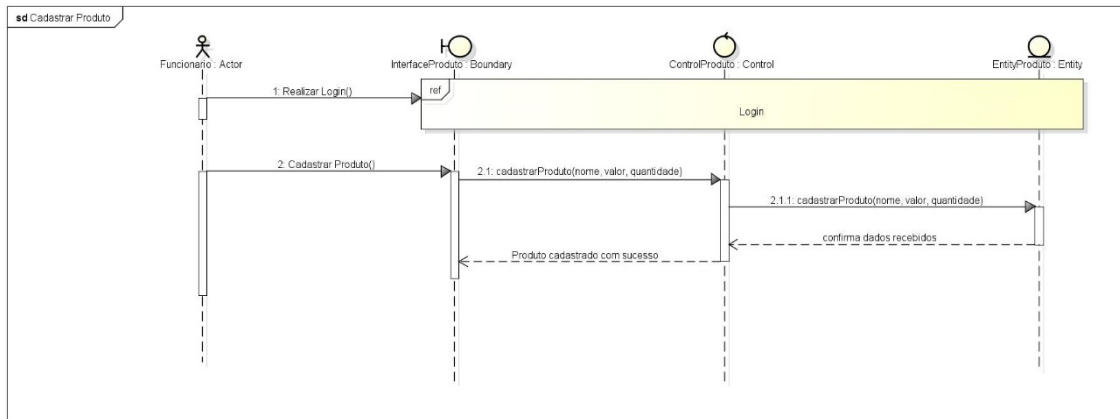 sd Cadastrar Produto
Funcionario : Actor
InterfaceProduto : Boundary
ControlProduto : Control
EntityProduto : Entity
1: Realizar Login()
ref
Login
2: Cadastrar Produto()
2.1: cadastrarProduto(nome, valor, quantidade)
2.1.1: cadastrarProduto(nome, valor, quantidade)
confirma dados recebidos
Produto cadastrado com sucesso